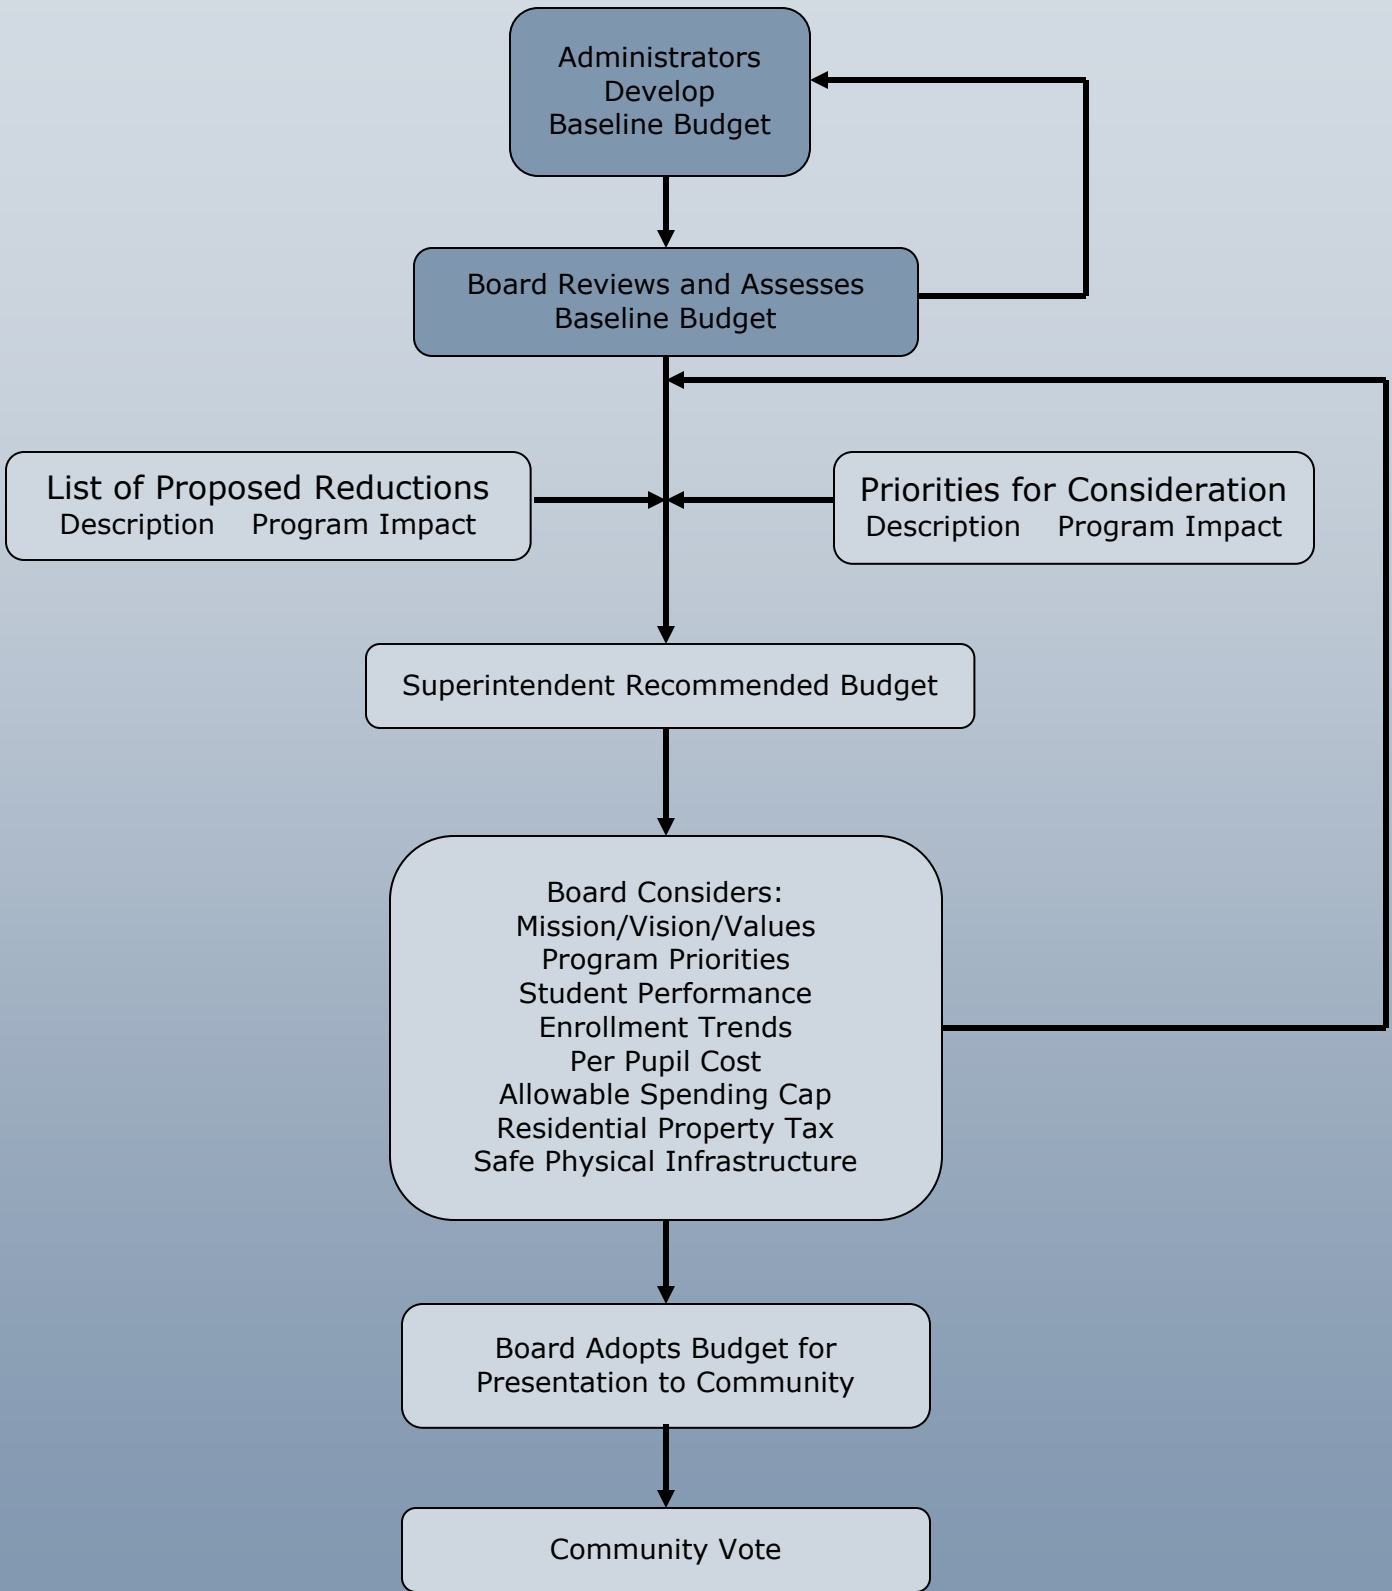 Administrators
Develop
Baseline Budget
Board Reviews and Assesses
Baseline Budget
List of Proposed Reductions
Description Program Impact
Priorities for Consideration
Description Program Impact
Superintendent Recommended Budget
Board Considers:
Mission/Vision/Values
Program Priorities
Student Performance
Enrollment Trends
Per Pupil Cost
Allowable Spending Cap
Residential Property Tax
Safe Physical Infrastructure
Board Adopts Budget for
Presentation to Community
Community Vote